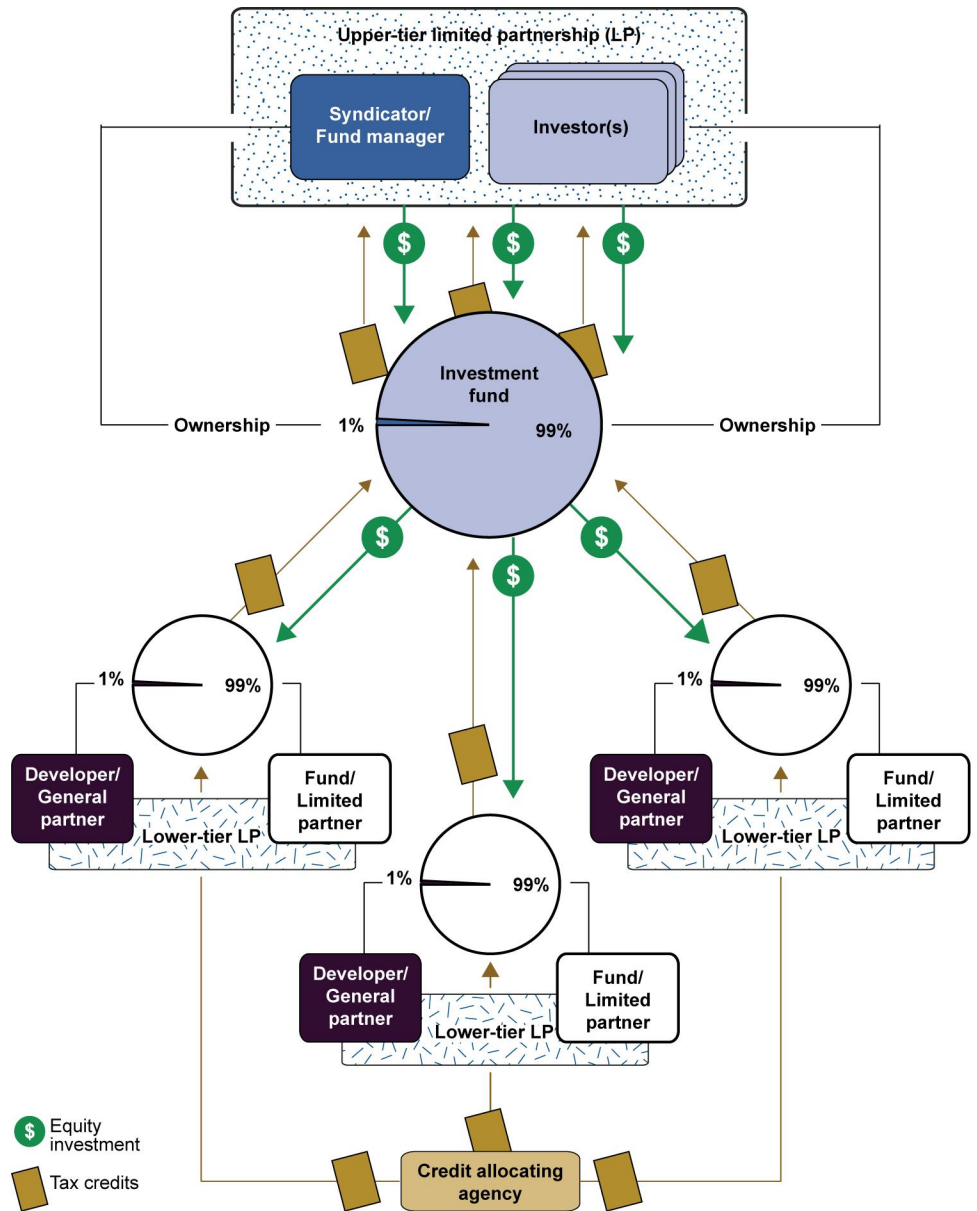 Upper-tier limited partnership (LP)
Syndicator/
Fund manager
Investor(s)
$
$
$
Investment
fund
Ownership
1%
99%
Ownership
$
$
$
1%
99%
Developer/
General
partner
Fund/
Limited
partner
Lower-tier LP
1%
99%
Developer/
General
partner
Fund/
Limited
partner
Lower-tier LP
1%
99%
Developer/
General
partner
Fund/
Limited
partner
Lower-tier LP
$ Equity
investment
Tax credits
Credit allocating
agency